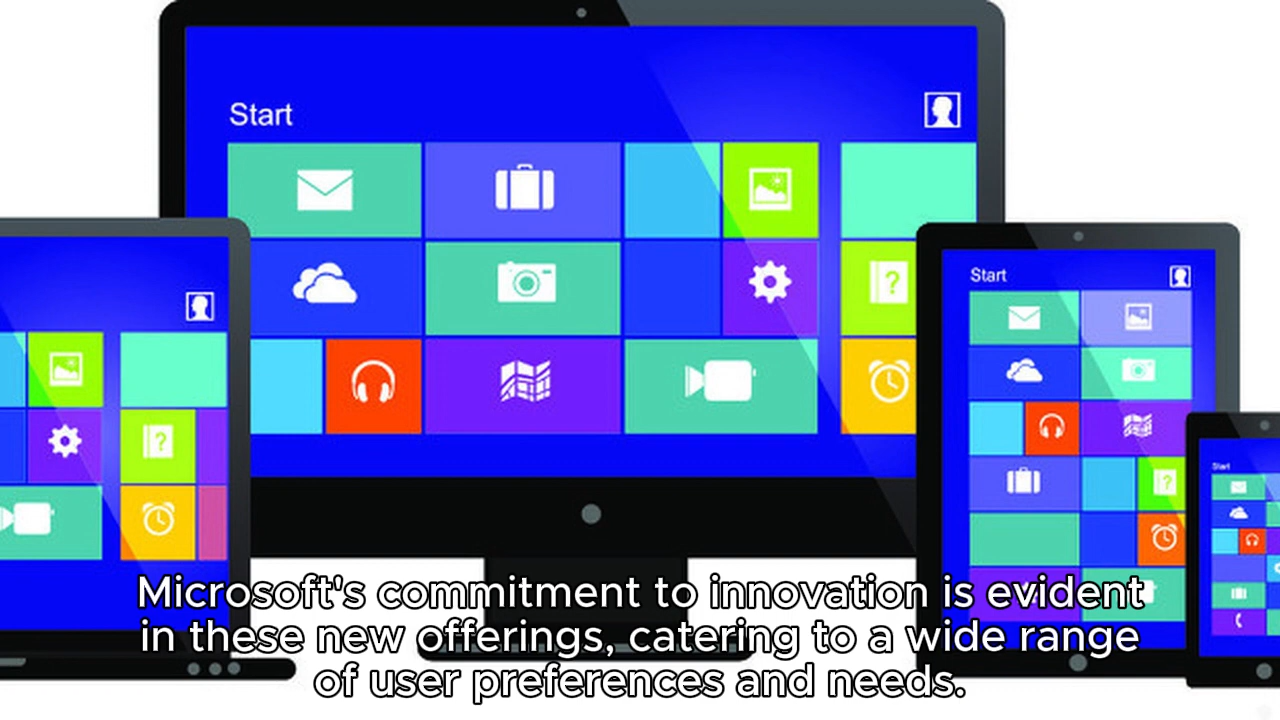 Start
Start
Start
?
?
?
Microsoft's commitment to innovation is evident
in these new offerings, catering to a wide range
of user preferences and needs.